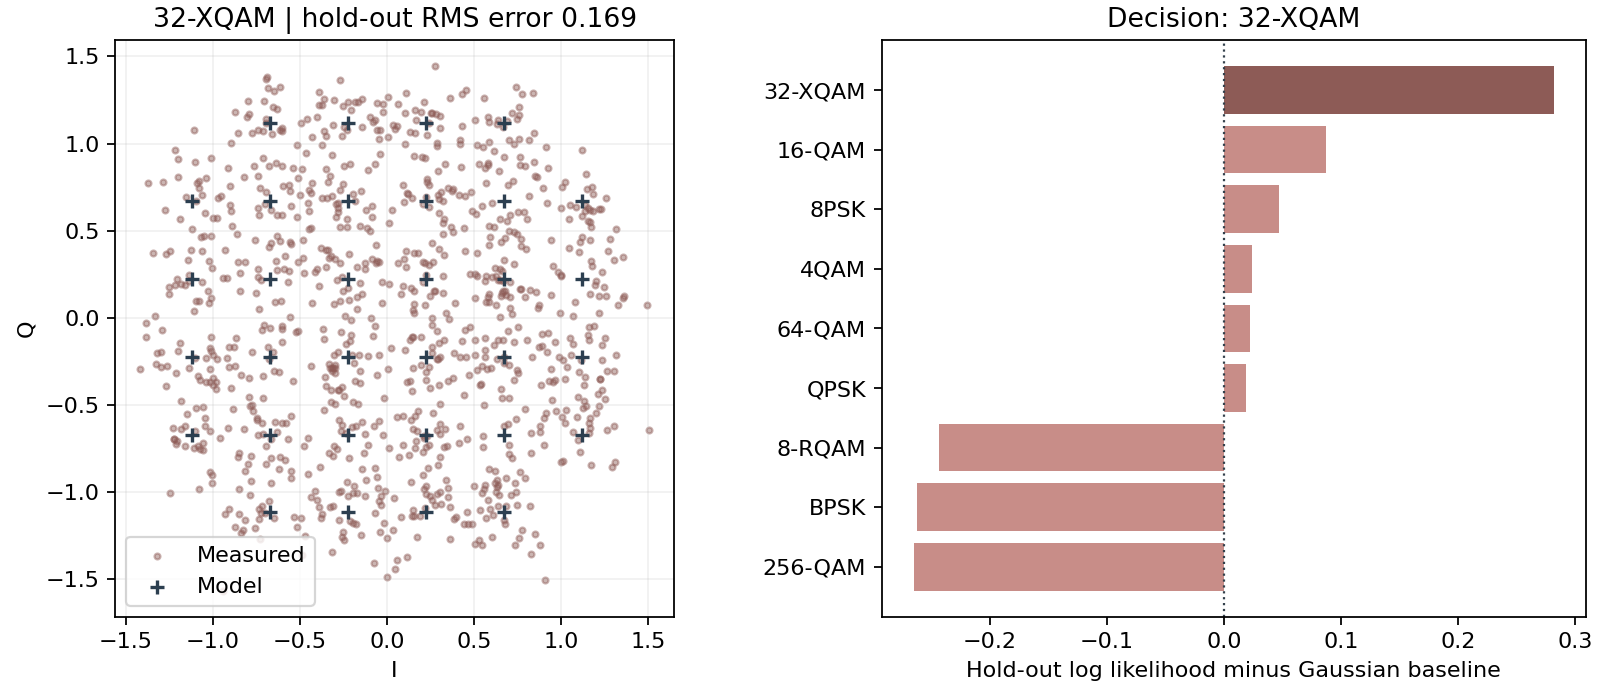 32-XQAM | hold-out RMS error 0.169
1.5
1.0
0.5
0.0
−0.5
−1.0
−1.5
Q
Measured
Model
−1.5
−1.0
−0.5
0.0
0.5
1.0
1.5
I
Decision: 32-XQAM
32-XQAM
16-QAM
8PSK
4QAM
64-QAM
QPSK
8-RQAM
BPSK
256-QAM
−0.2
−0.1
0.0
0.1
0.2
0.3
Hold-out log likelihood minus Gaussian baseline